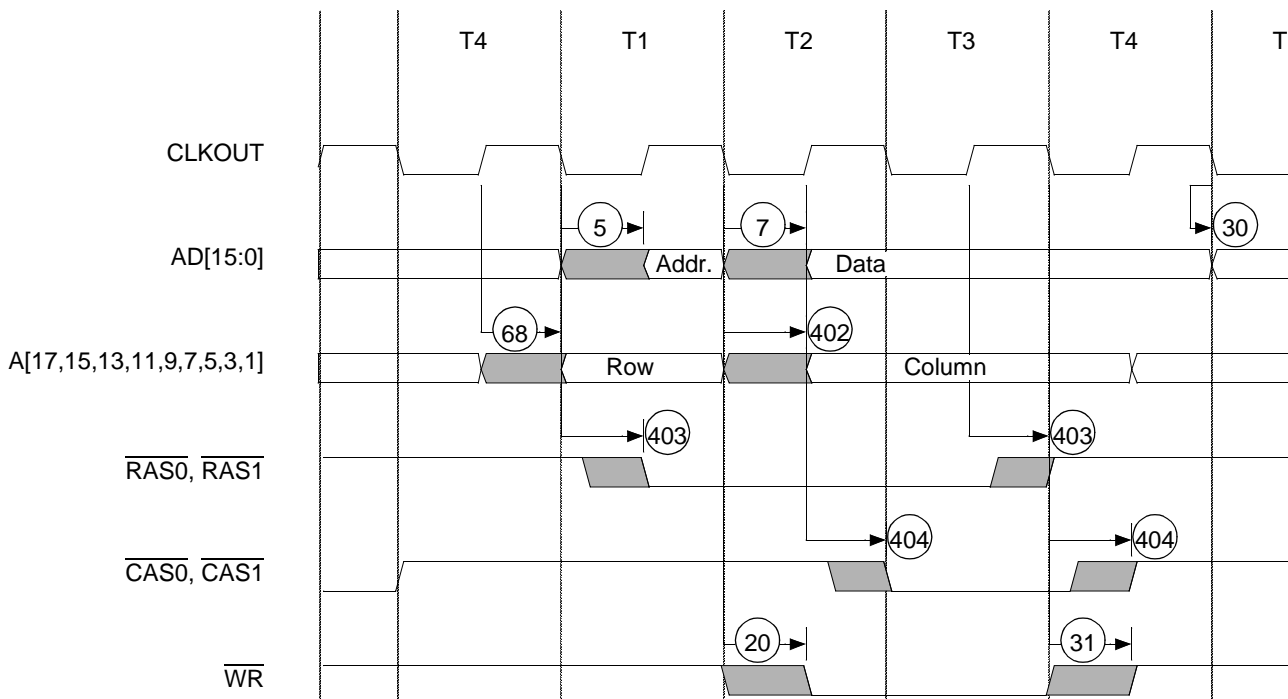 T4 T1 T2 T3 T4 T
CLKOUT
5 7 30
AD[15:0] Addr. Data
68 402
A[17,15,13,11,9,7,5,3,1] Row Column
403 403
RAS0, RAS1
404 404
CAS0, CAS1
20 31
WR